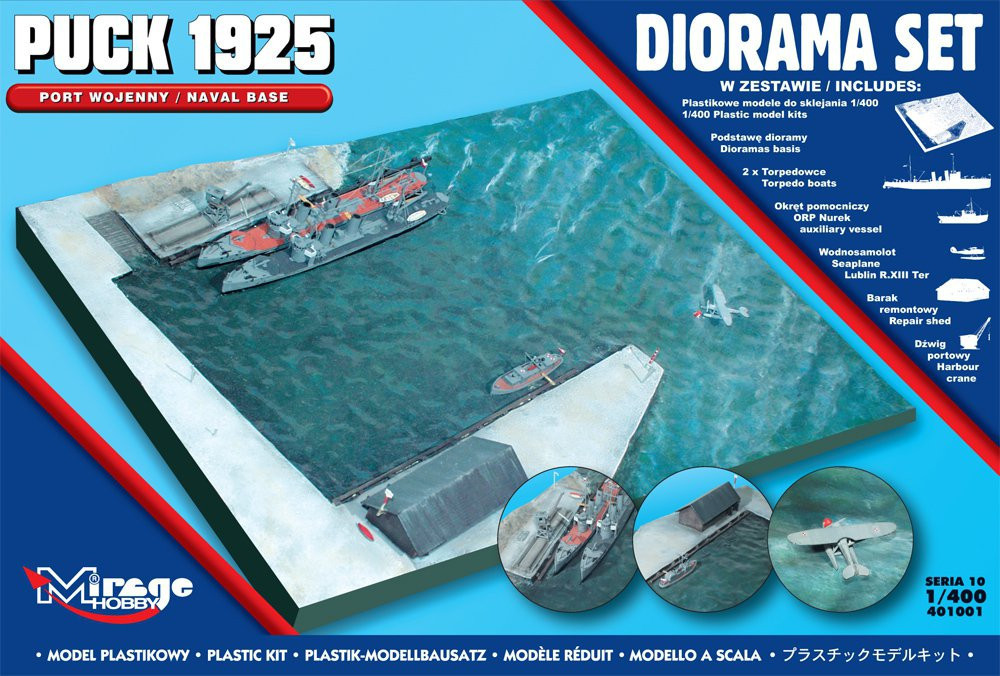 PUCK 1925
PORT WOJENNY / NAVAL BASE
DIORAMA SET
W ZESTAWIE / INCLUDES:
Plastikowe modele do sklejania 1/400
1/400 Plastic model kits
Podstawę dioramy
Dioramas basis
2 x Torpedowce
Torpedo boats
Okręt pomocniczy
ORP Nurek
auxiliary vessel
Wodnosamolot
Seaplane
Lublin R.XIII Ter
Barak
remontowy
Repair shed
Dźwig
portowy
Harbour
crane
Mirage®
HOBBY
SERIA 10
1/400
401001
• MODEL PLASTIKOWY • PLASTIC KIT • PLASTIK-MODELLBAUSATZ • MODÈLE RÉDUIT • MODELLO A SCALA • プラスチックモデルキット •